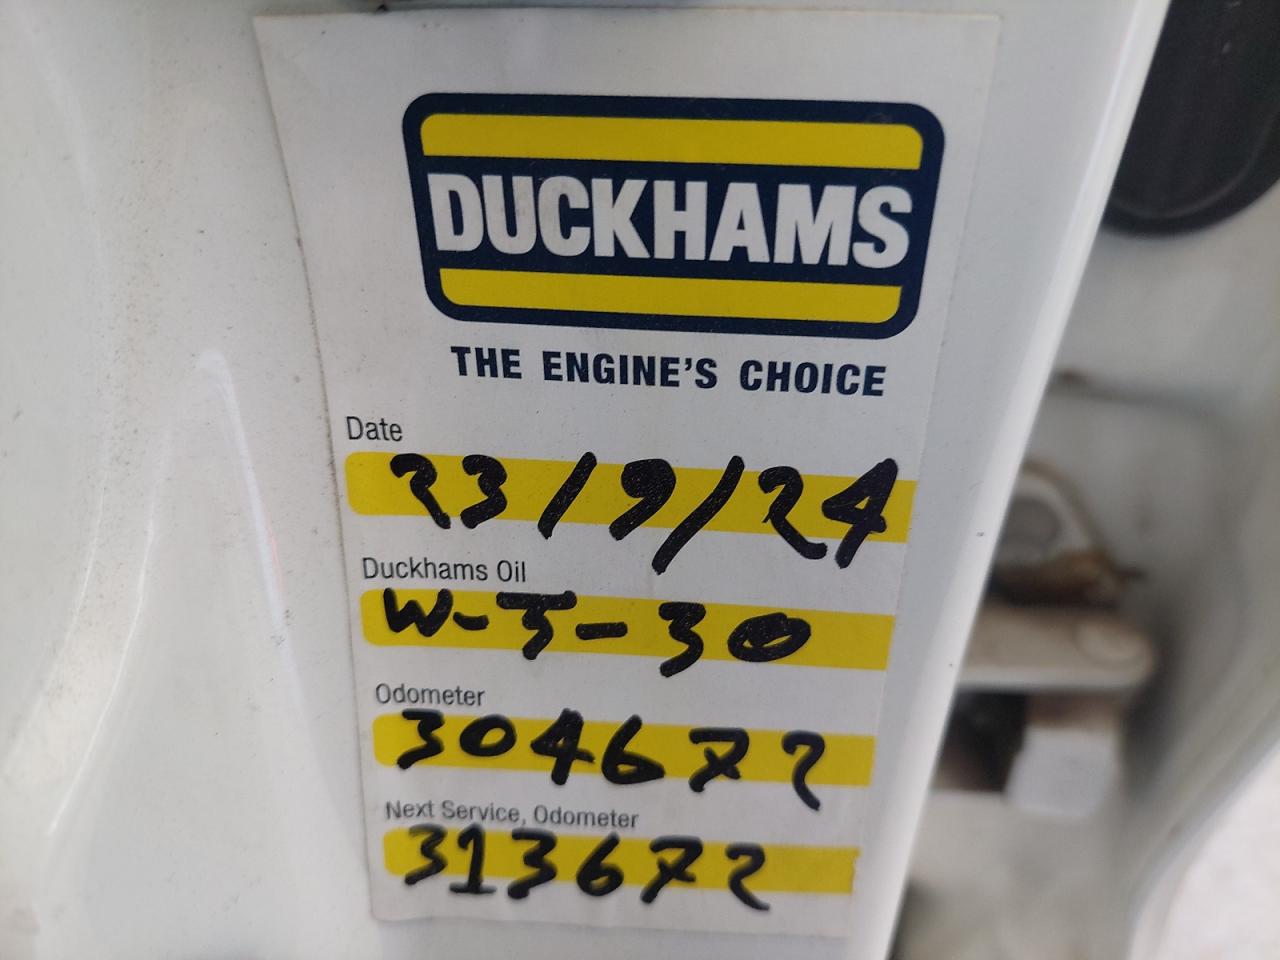 DUCKHAMS
THE ENGINE'S CHOICE
Date
23/9/24
Duckhams Oil
W-5-30
Odometer
304672
Next Service, Odometer
313672